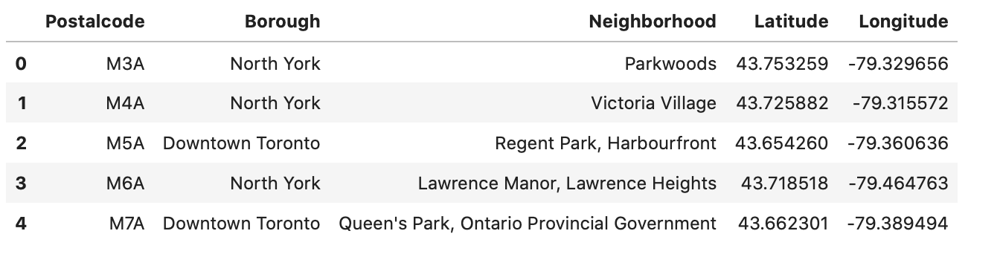 Postalcode Borough Neighborhood Latitude Longitude
0 M3A North York Parkwoods 43.753259 -79.329656
1 M4A North York Victoria Village 43.725882 -79.315572
2 M5A Downtown Toronto Regent Park, Harbourfront 43.654260 -79.360636
3 M6A North York Lawrence Manor, Lawrence Heights 43.718518 -79.464763
4 M7A Downtown Toronto Queen's Park, Ontario Provincial Government 43.662301 -79.389494